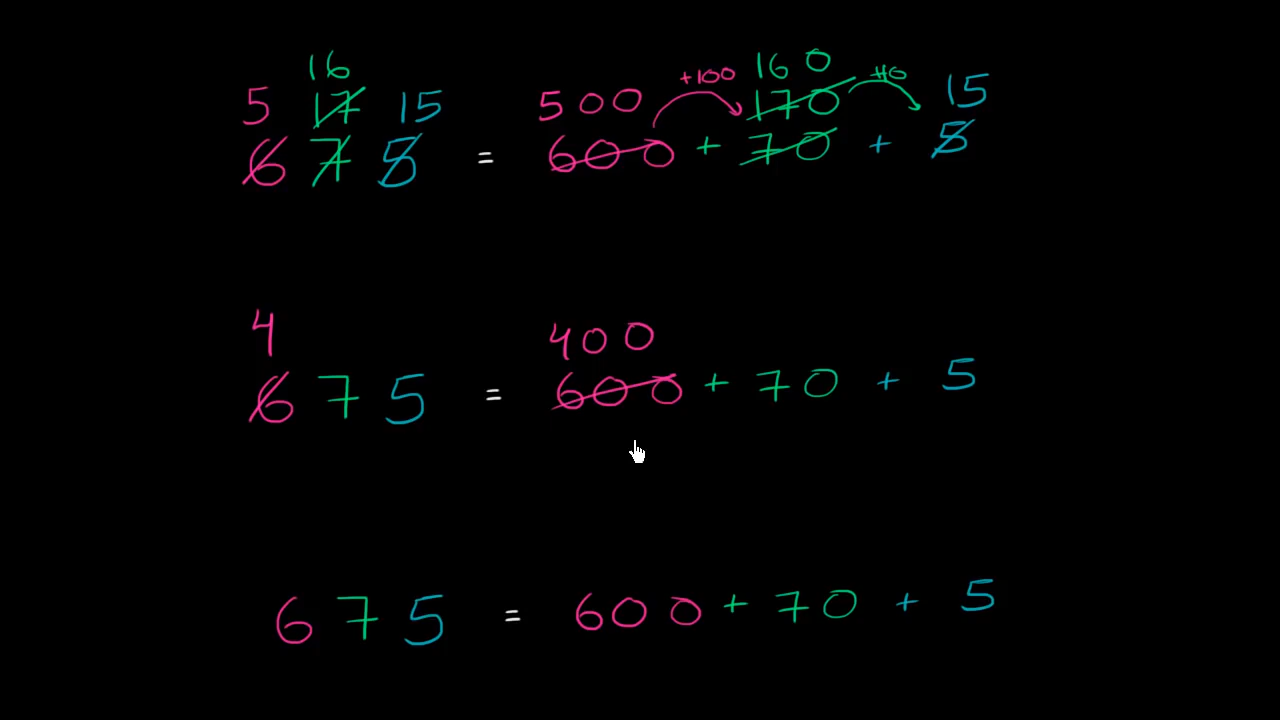 16 160
5 17 15 500 +100 170 +10 15
6 7 5 = 600 + 70 + 5
4 400
6 7 5 = 600 + 70 + 5
6 7 5 = 600 + 70 + 5